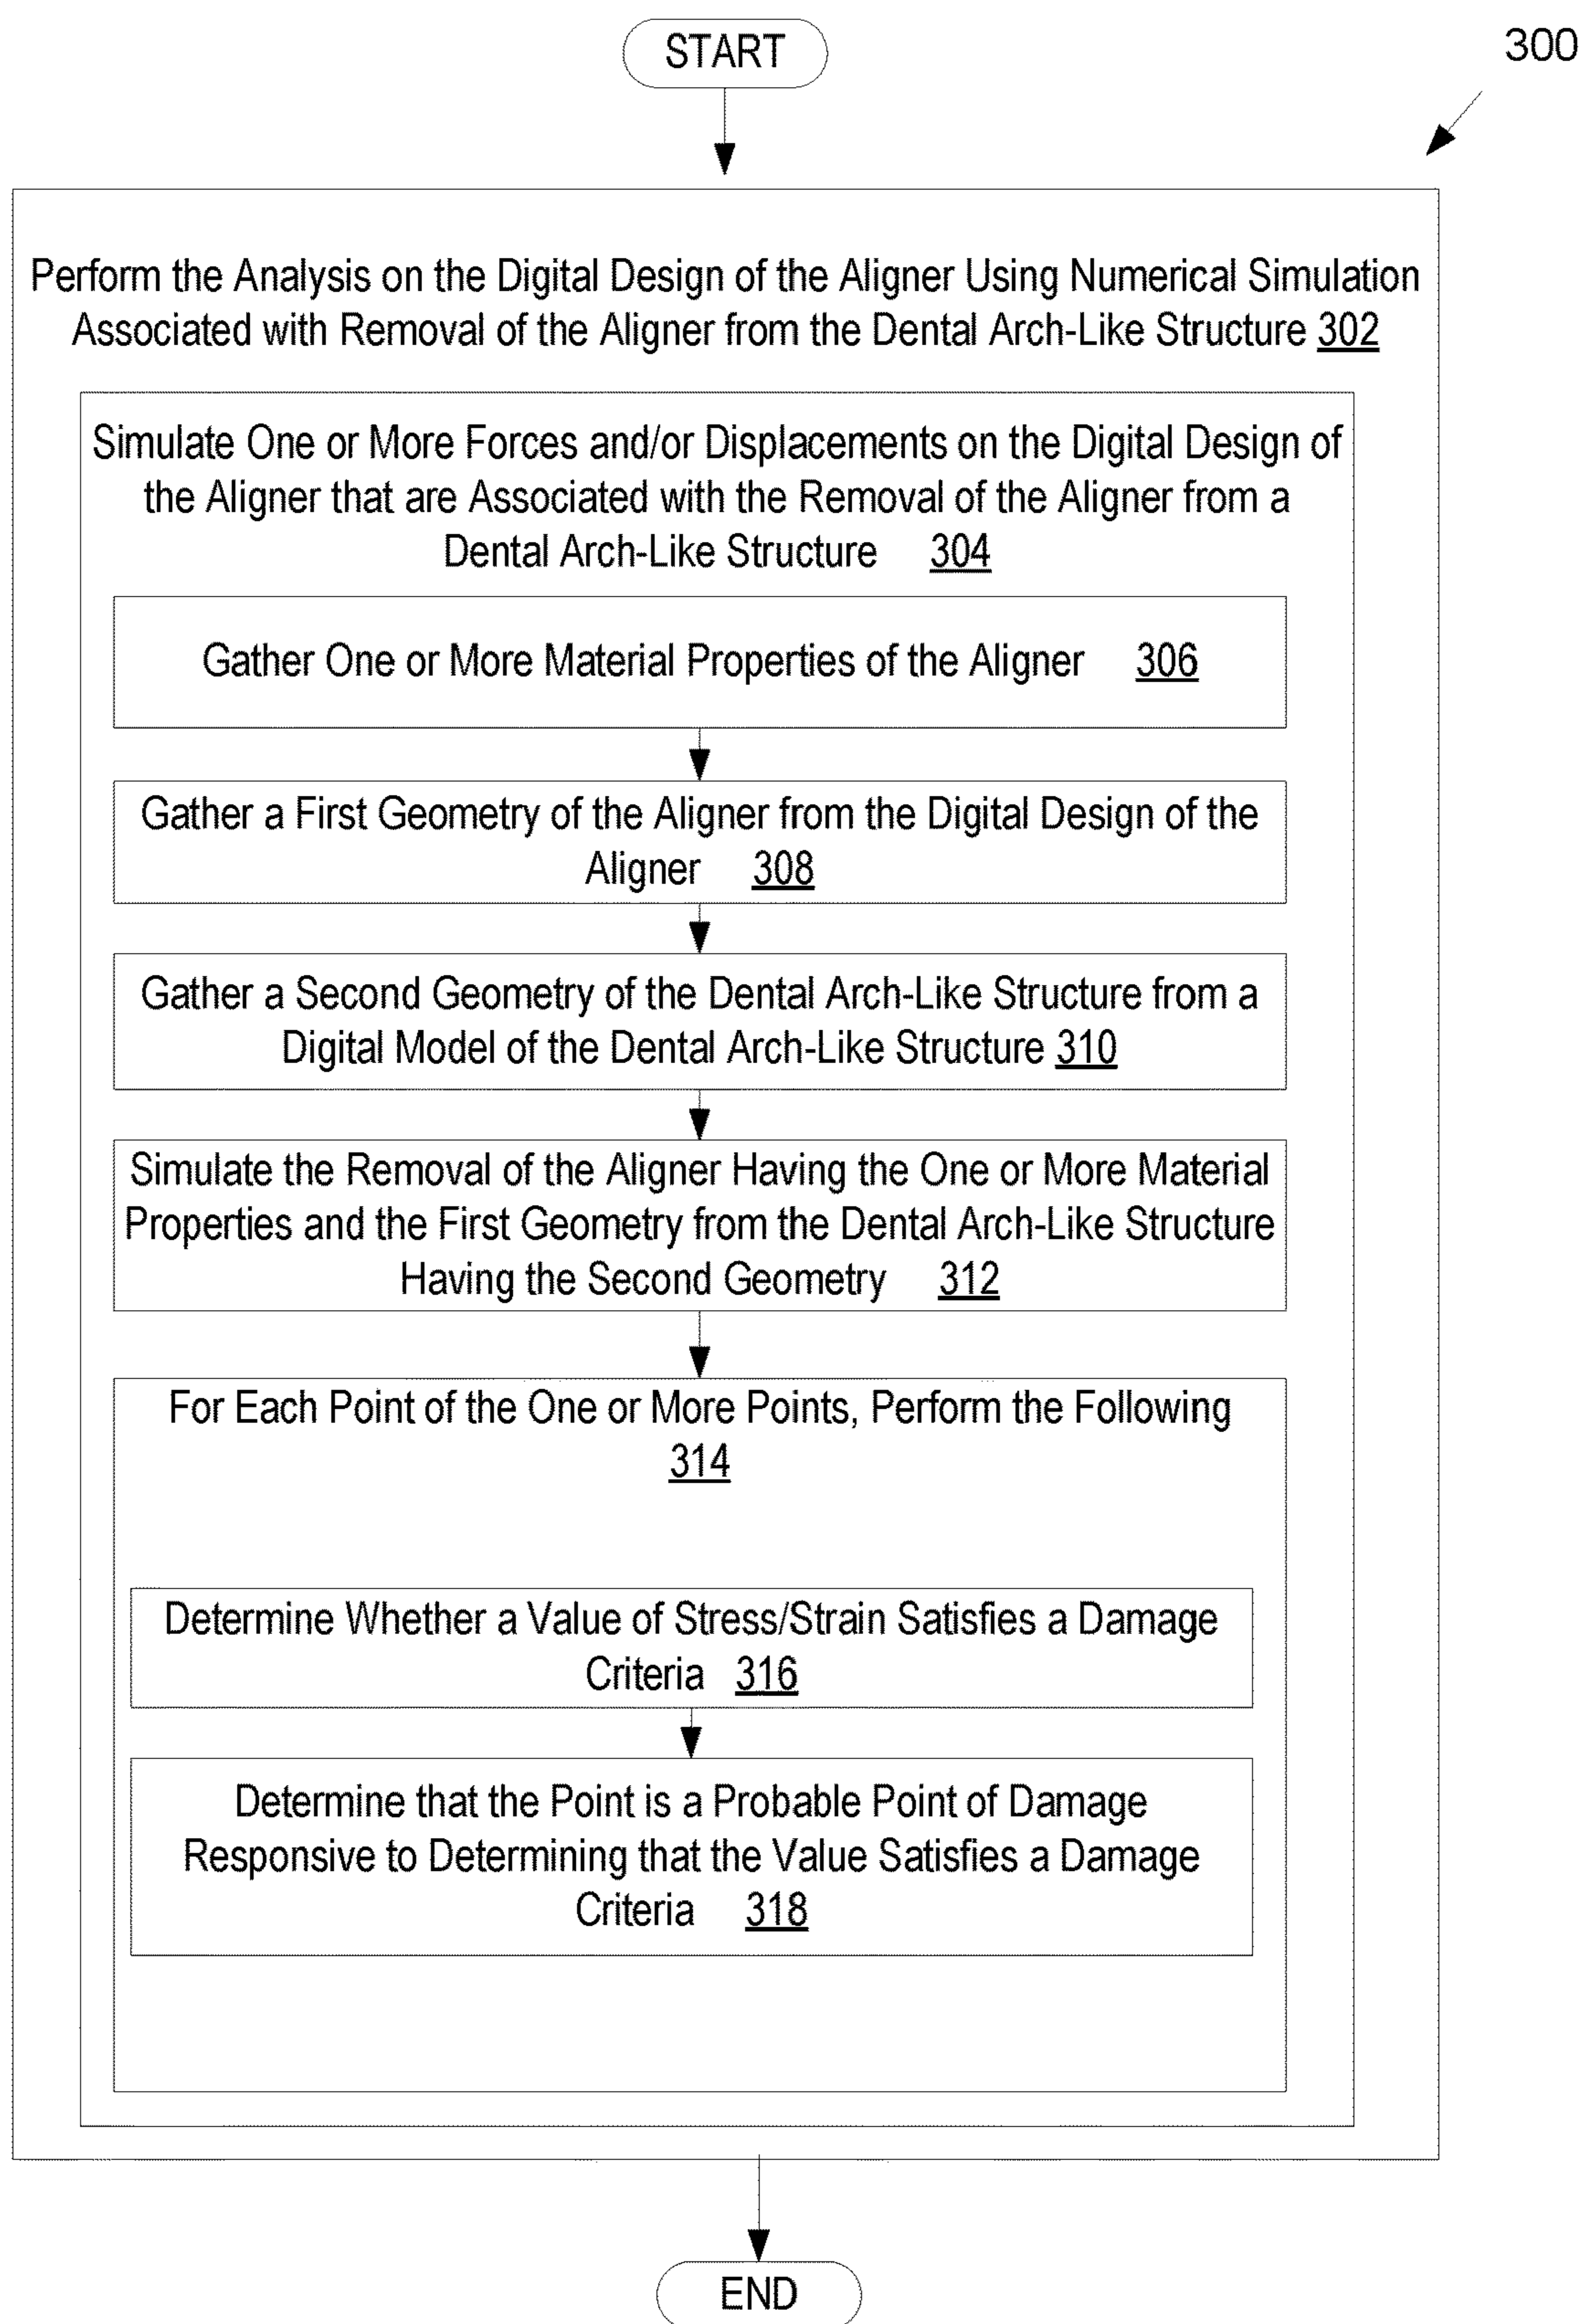 START
300
Perform the Analysis on the Digital Design of the Aligner Using Numerical Simulation
Associated with Removal of the Aligner from the Dental Arch-Like Structure 302
Simulate One or More Forces and/or Displacements on the Digital Design of
the Aligner that are Associated with the Removal of the Aligner from a
Dental Arch-Like Structure 304
Gather One or More Material Properties of the Aligner 306
Gather a First Geometry of the Aligner from the Digital Design of the
Aligner 308
Gather a Second Geometry of the Dental Arch-Like Structure from a
Digital Model of the Dental Arch-Like Structure 310
Simulate the Removal of the Aligner Having the One or More Material
Properties and the First Geometry from the Dental Arch-Like Structure
Having the Second Geometry 312
For Each Point of the One or More Points, Perform the Following
314
Determine Whether a Value of Stress/Strain Satisfies a Damage
Criteria 316
Determine that the Point is a Probable Point of Damage
Responsive to Determining that the Value Satisfies a Damage
Criteria 318
END